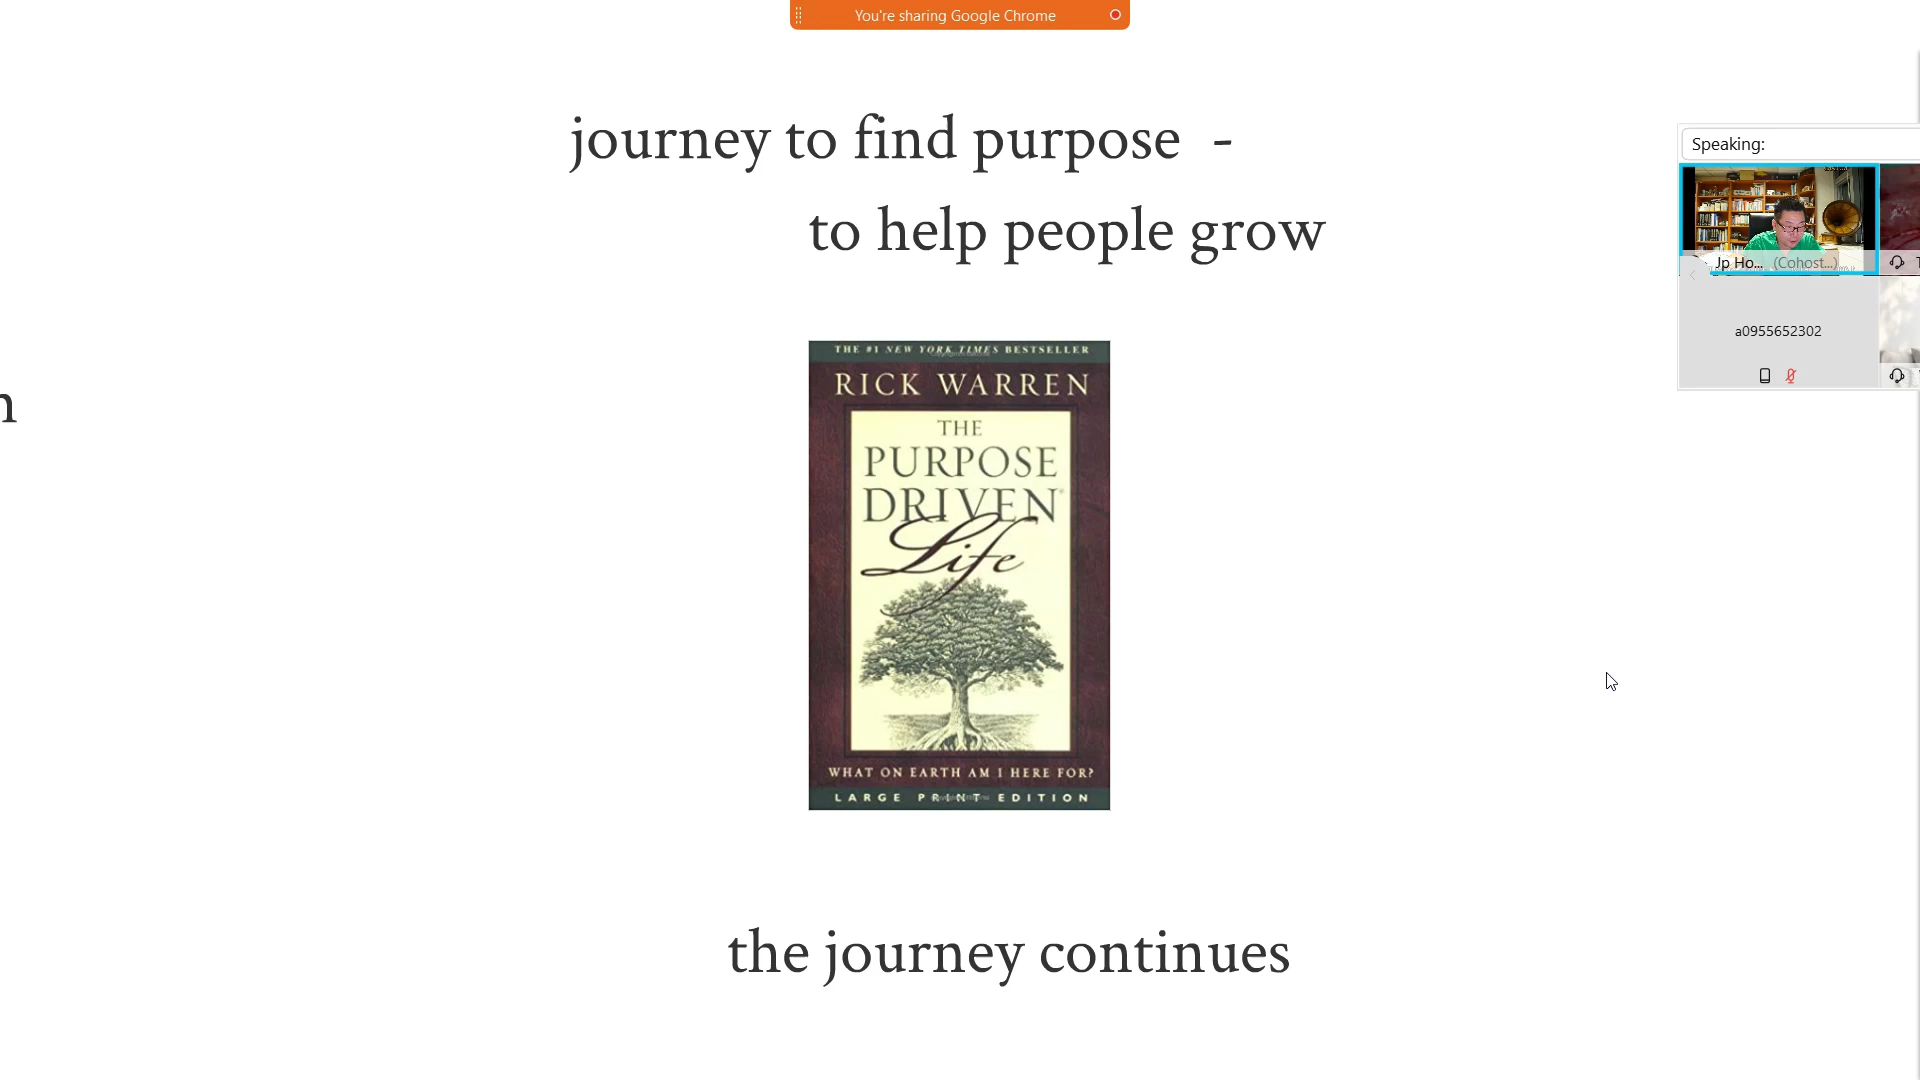 You're sharing Google Chrome
journey to find purpose -
to help people grow
Speaking:
Jp Ho... (Cohost...)
a0955652302
n
THE #1 NEW YORK TIMES BESTSELLER
RICK WARREN
THE
PURPOSE
DRIVEN
Life
WHAT ON EARTH AM I HERE FOR?
LARGE PRINT EDITION
the journey continues